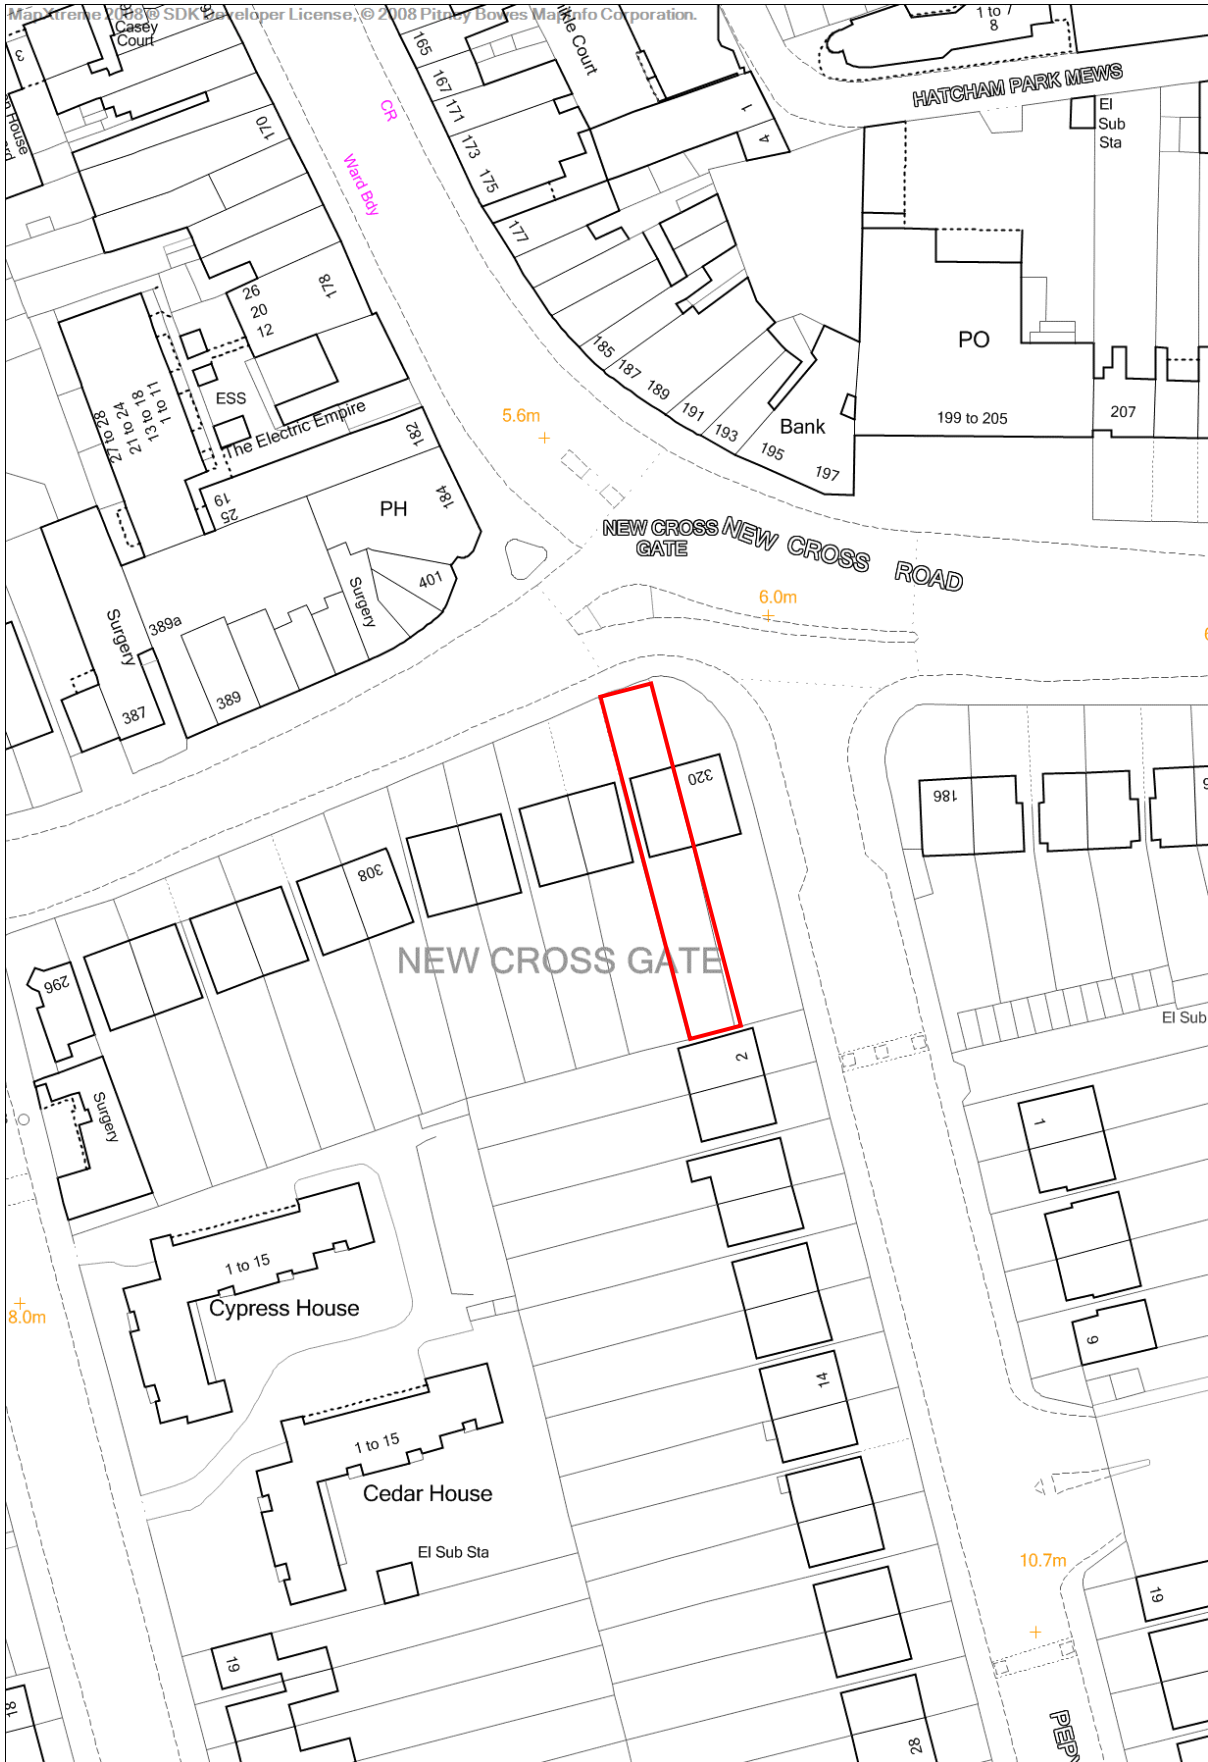 MapXtreme 2008 ® SDK Developer License, © 2008 Pitney Bowes MapInfo Corporation.
Casey
Court
3
165
167
171
173
175
177
1
4
1 to 7
8
HATCHAM PARK MEWS
El
Sub
Sta
CR
Ward Bdy
170
178
26
20
12
ESS
The Electric Empire
27 to 28
21 to 24
13 to 18
1 to 11
19
25
182
184
PH
401
Surgery
Surgery
389a
389
387
185
187
189
191
193
195
197
Bank
PO
199 to 205
207
5.6m
NEW CROSS
GATE
NEW CROSS ROAD
6.0m
320
308
296
186
NEW CROSS GATE
Surgery
2
1
9
El Sub
1 to 15
Cypress House
8.0m
14
1 to 15
Cedar House
El Sub Sta
10.7m
19
19
18
28